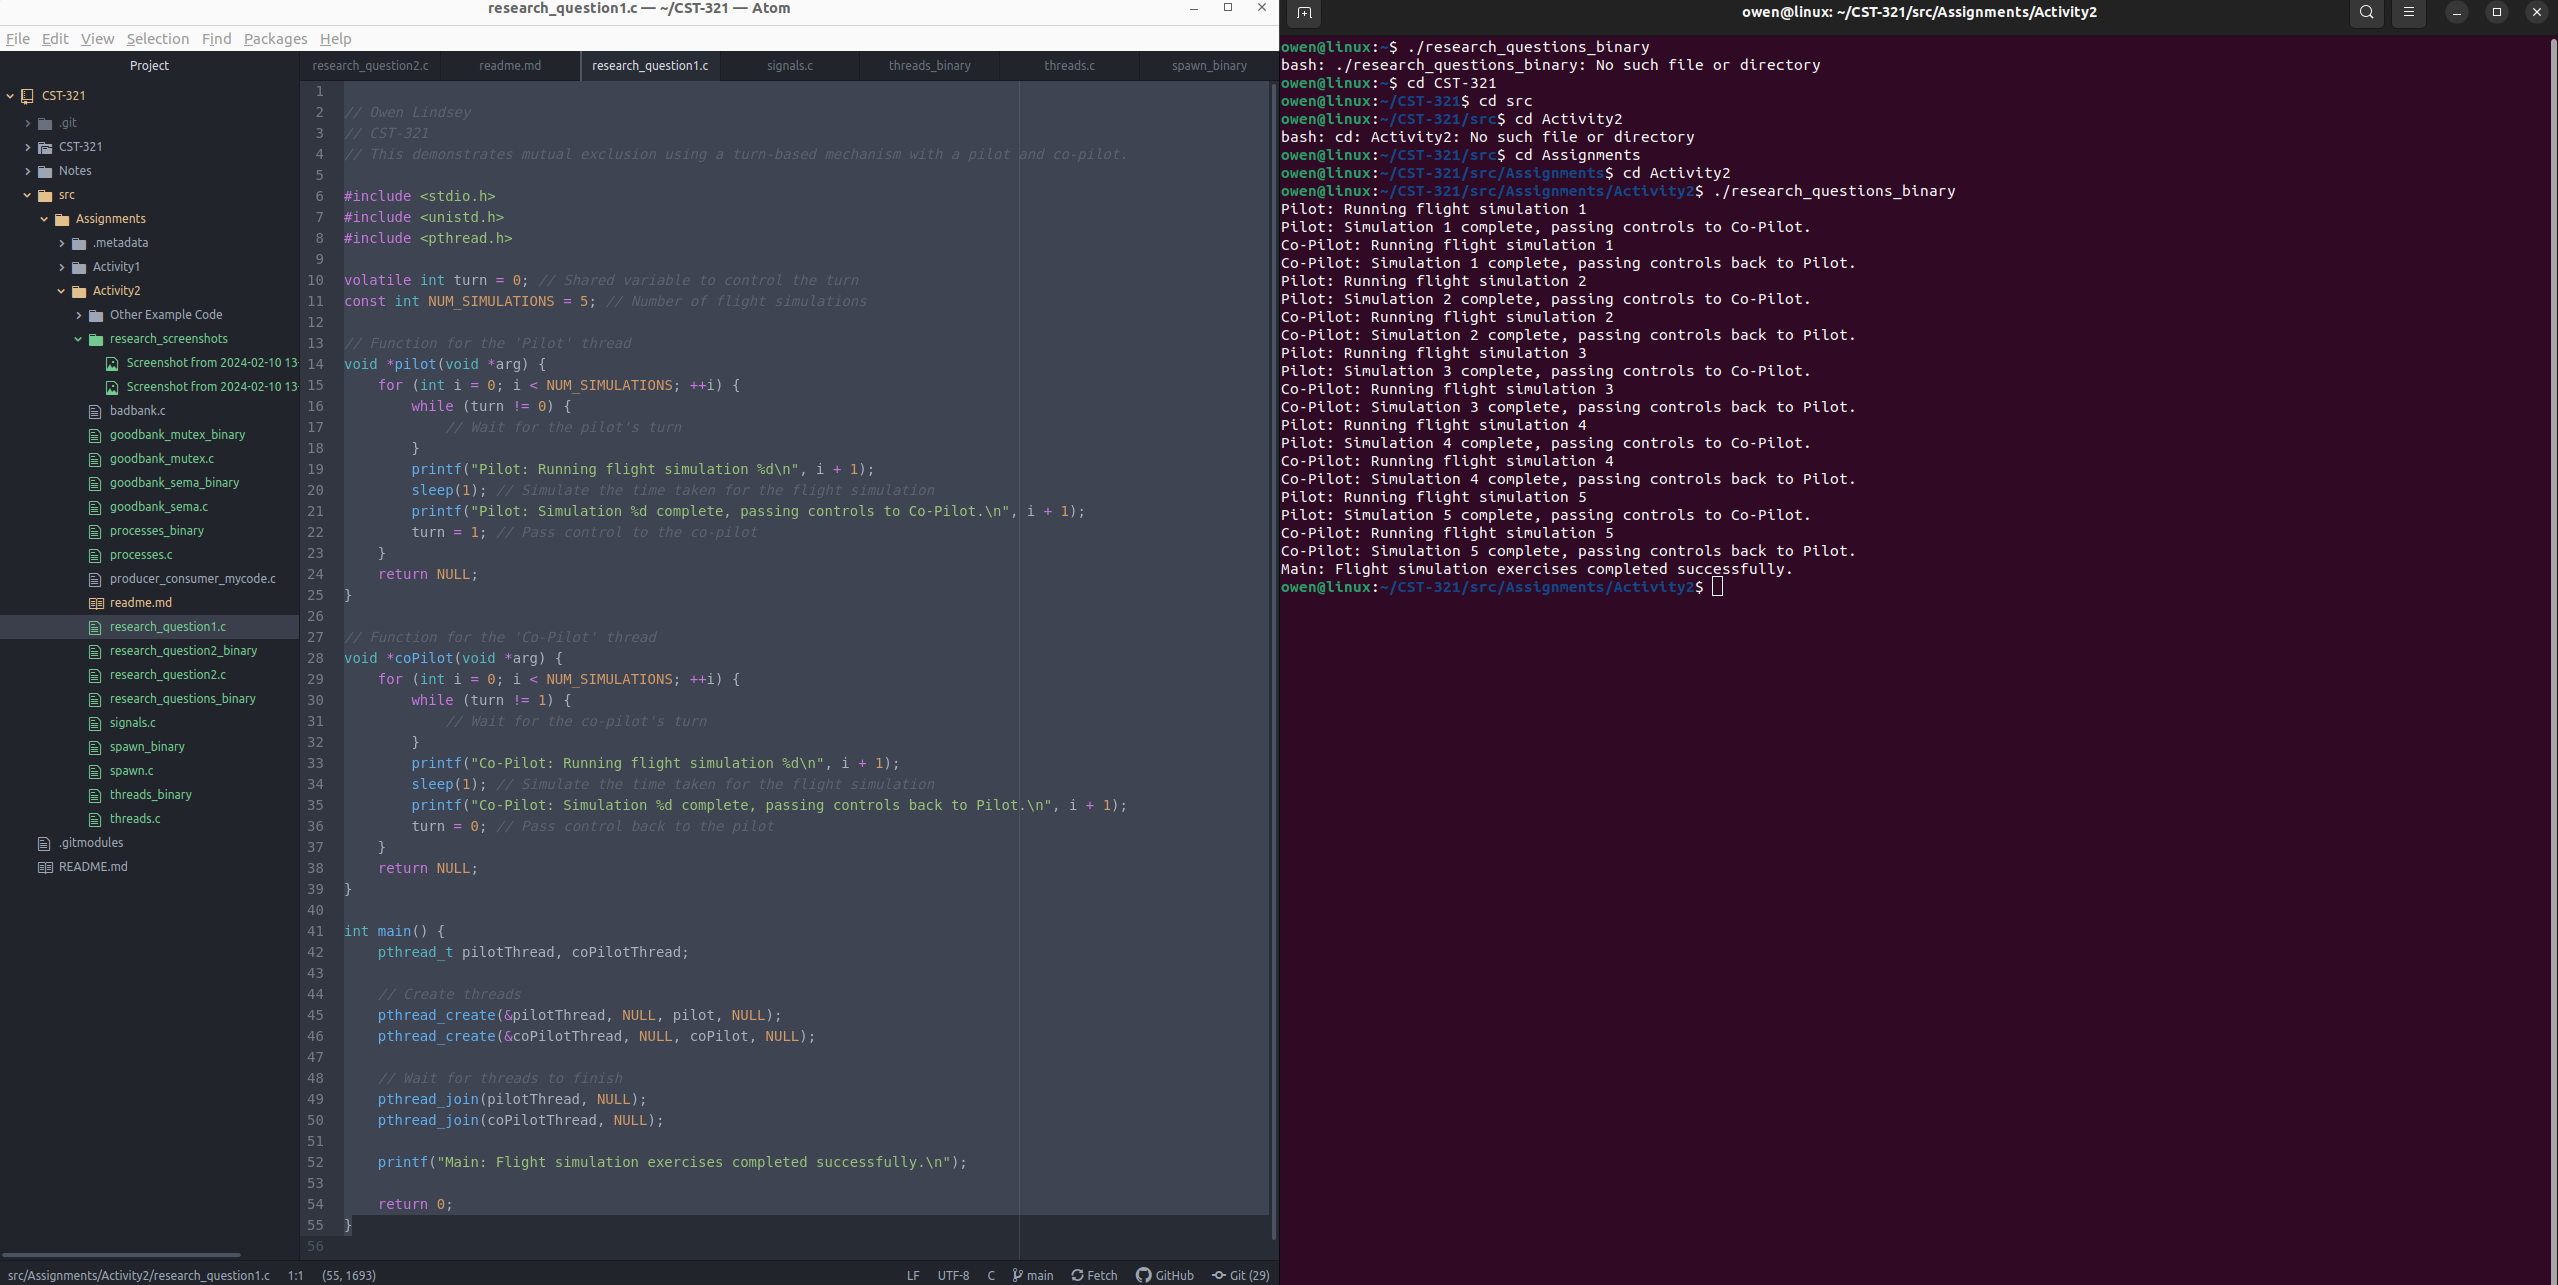 research_question1.c — ~/CST-321 — Atom
File Edit View Selection Find Packages Help
Project
CST-321
.git
CST-321
Notes
src
Assignments
.metadata
Activity1
Activity2
Other Example Code
research_screenshots
Screenshot from 2024-02-10 13-
Screenshot from 2024-02-10 13-
badbank.c
goodbank_mutex_binary
goodbank_mutex.c
goodbank_sema_binary
goodbank_sema.c
processes_binary
processes.c
producer_consumer_mycode.c
readme.md
research_question1.c
research_question2_binary
research_question2.c
research_questions_binary
signals.c
spawn_binary
spawn.c
threads_binary
threads.c
.gitmodules
README.md
research_question2.c readme.md research_question1.c signals.c threads_binary threads.c spawn_binary
1
2 // Owen Lindsey
3 // CST-321
4 // This demonstrates mutual exclusion using a turn-based mechanism with a pilot and co-pilot.
5
6 #include <stdio.h>
7 #include <unistd.h>
8 #include <pthread.h>
9
10 volatile int turn = 0; // Shared variable to control the turn
11 const int NUM_SIMULATIONS = 5; // Number of flight simulations
12
13 // Function for the 'Pilot' thread
14 void *pilot(void *arg) {
15     for (int i = 0; i < NUM_SIMULATIONS; ++i) {
16         while (turn != 0) {
17             // Wait for the pilot's turn
18         }
19         printf("Pilot: Running flight simulation %d\n", i + 1);
20         sleep(1); // Simulate the time taken for the flight simulation
21         printf("Pilot: Simulation %d complete, passing controls to Co-Pilot.\n", i + 1);
22         turn = 1; // Pass control to the co-pilot
23     }
24     return NULL;
25 }
26
27 // Function for the 'Co-Pilot' thread
28 void *coPilot(void *arg) {
29     for (int i = 0; i < NUM_SIMULATIONS; ++i) {
30         while (turn != 1) {
31             // Wait for the co-pilot's turn
32         }
33         printf("Co-Pilot: Running flight simulation %d\n", i + 1);
34         sleep(1); // Simulate the time taken for the flight simulation
35         printf("Co-Pilot: Simulation %d complete, passing controls back to Pilot.\n", i + 1);
36         turn = 0; // Pass control back to the pilot
37     }
38     return NULL;
39 }
40
41 int main() {
42     pthread_t pilotThread, coPilotThread;
43
44     // Create threads
45     pthread_create(&pilotThread, NULL, pilot, NULL);
46     pthread_create(&coPilotThread, NULL, coPilot, NULL);
47
48     // Wait for threads to finish
49     pthread_join(pilotThread, NULL);
50     pthread_join(coPilotThread, NULL);
51
52     printf("Main: Flight simulation exercises completed successfully.\n");
53
54     return 0;
55 }
56
src/Assignments/Activity2/research_question1.c 1:1 (55, 1693) LF UTF-8 C main Fetch GitHub Git (29)
owen@linux: ~/CST-321/src/Assignments/Activity2
owen@linux:~$ ./research_questions_binary
bash: ./research_questions_binary: No such file or directory
owen@linux:~$ cd CST-321
owen@linux:~/CST-321$ cd src
owen@linux:~/CST-321/src$ cd Activity2
bash: cd: Activity2: No such file or directory
owen@linux:~/CST-321/src$ cd Assignments
owen@linux:~/CST-321/src/Assignments$ cd Activity2
owen@linux:~/CST-321/src/Assignments/Activity2$ ./research_questions_binary
Pilot: Running flight simulation 1
Pilot: Simulation 1 complete, passing controls to Co-Pilot.
Co-Pilot: Running flight simulation 1
Co-Pilot: Simulation 1 complete, passing controls back to Pilot.
Pilot: Running flight simulation 2
Pilot: Simulation 2 complete, passing controls to Co-Pilot.
Co-Pilot: Running flight simulation 2
Co-Pilot: Simulation 2 complete, passing controls back to Pilot.
Pilot: Running flight simulation 3
Pilot: Simulation 3 complete, passing controls to Co-Pilot.
Co-Pilot: Running flight simulation 3
Co-Pilot: Simulation 3 complete, passing controls back to Pilot.
Pilot: Running flight simulation 4
Pilot: Simulation 4 complete, passing controls to Co-Pilot.
Co-Pilot: Running flight simulation 4
Co-Pilot: Simulation 4 complete, passing controls back to Pilot.
Pilot: Running flight simulation 5
Pilot: Simulation 5 complete, passing controls to Co-Pilot.
Co-Pilot: Running flight simulation 5
Co-Pilot: Simulation 5 complete, passing controls back to Pilot.
Main: Flight simulation exercises completed successfully.
owen@linux:~/CST-321/src/Assignments/Activity2$